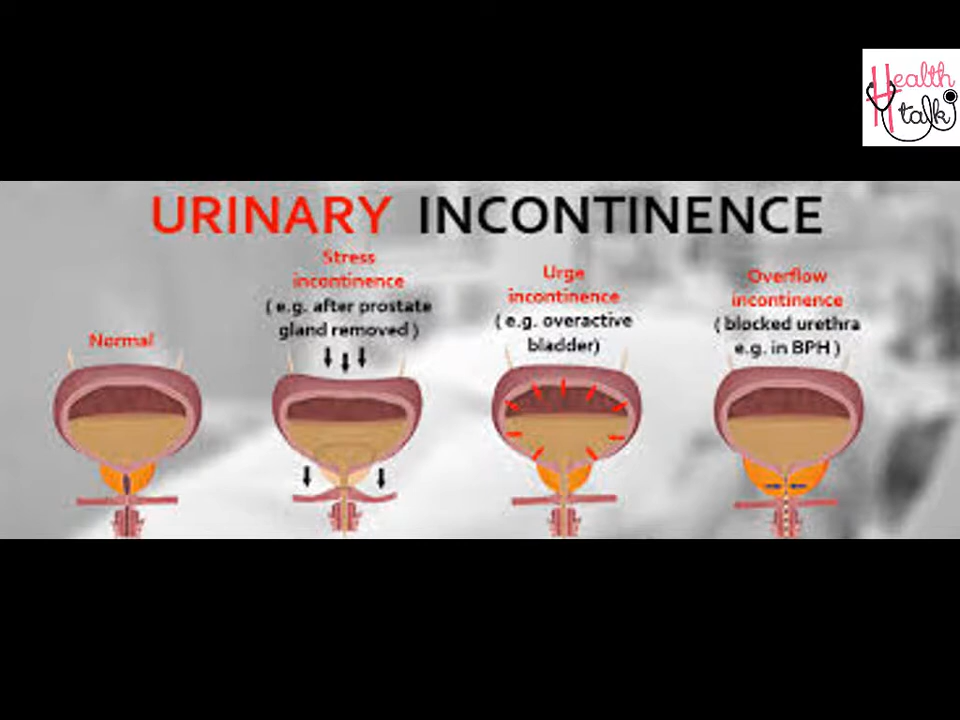 Health
talk
URINARY INCONTINENCE
Normal
Stress
incontinence
( e.g. after prostate
gland removed )
Urge
incontinence
( e.g. overactive
bladder)
Overflow
incontinence
( blocked urethra
e.g. in BPH )